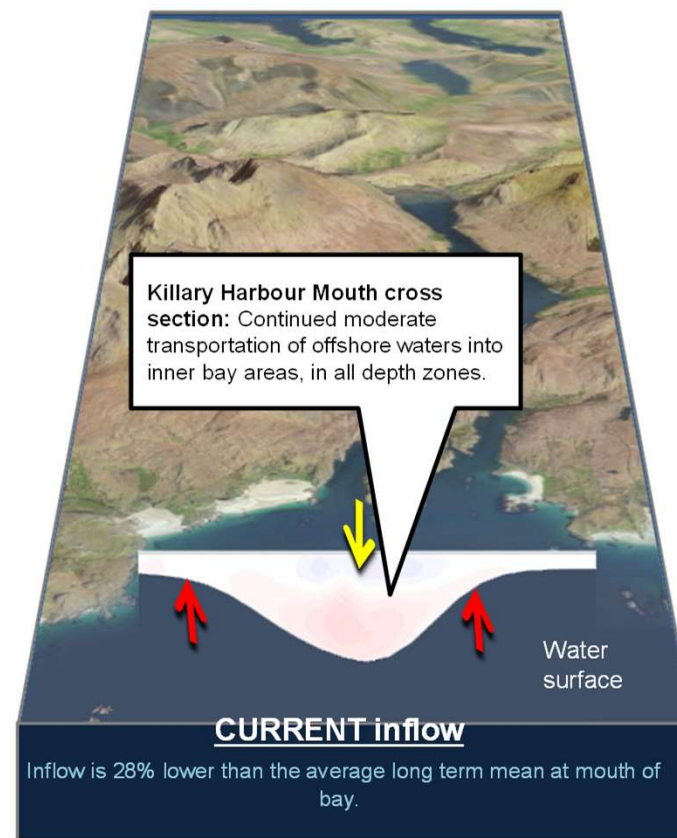 Killary Harbour Mouth cross
section: Continued moderate
transportation of offshore waters into
inner bay areas, in all depth zones.
Water
surface
CURRENT inflow
Inflow is 28% lower than the average long term mean at mouth of
bay.